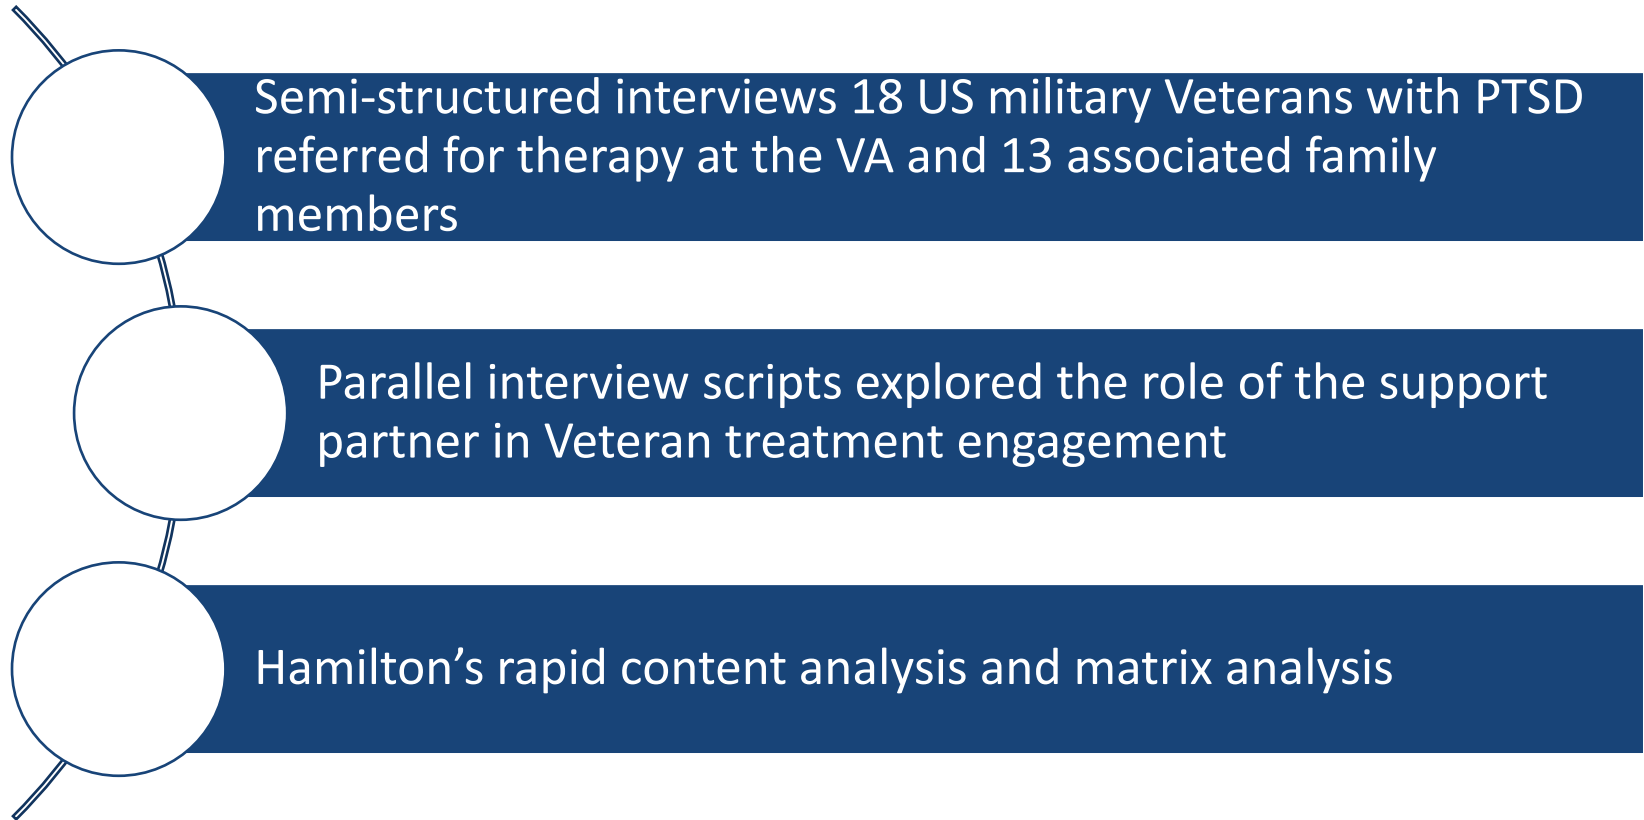 Semi-structured interviews 18 US military Veterans with PTSD
referred for therapy at the VA and 13 associated family
members
Parallel interview scripts explored the role of the support
partner in Veteran treatment engagement
Hamilton’s rapid content analysis and matrix analysis